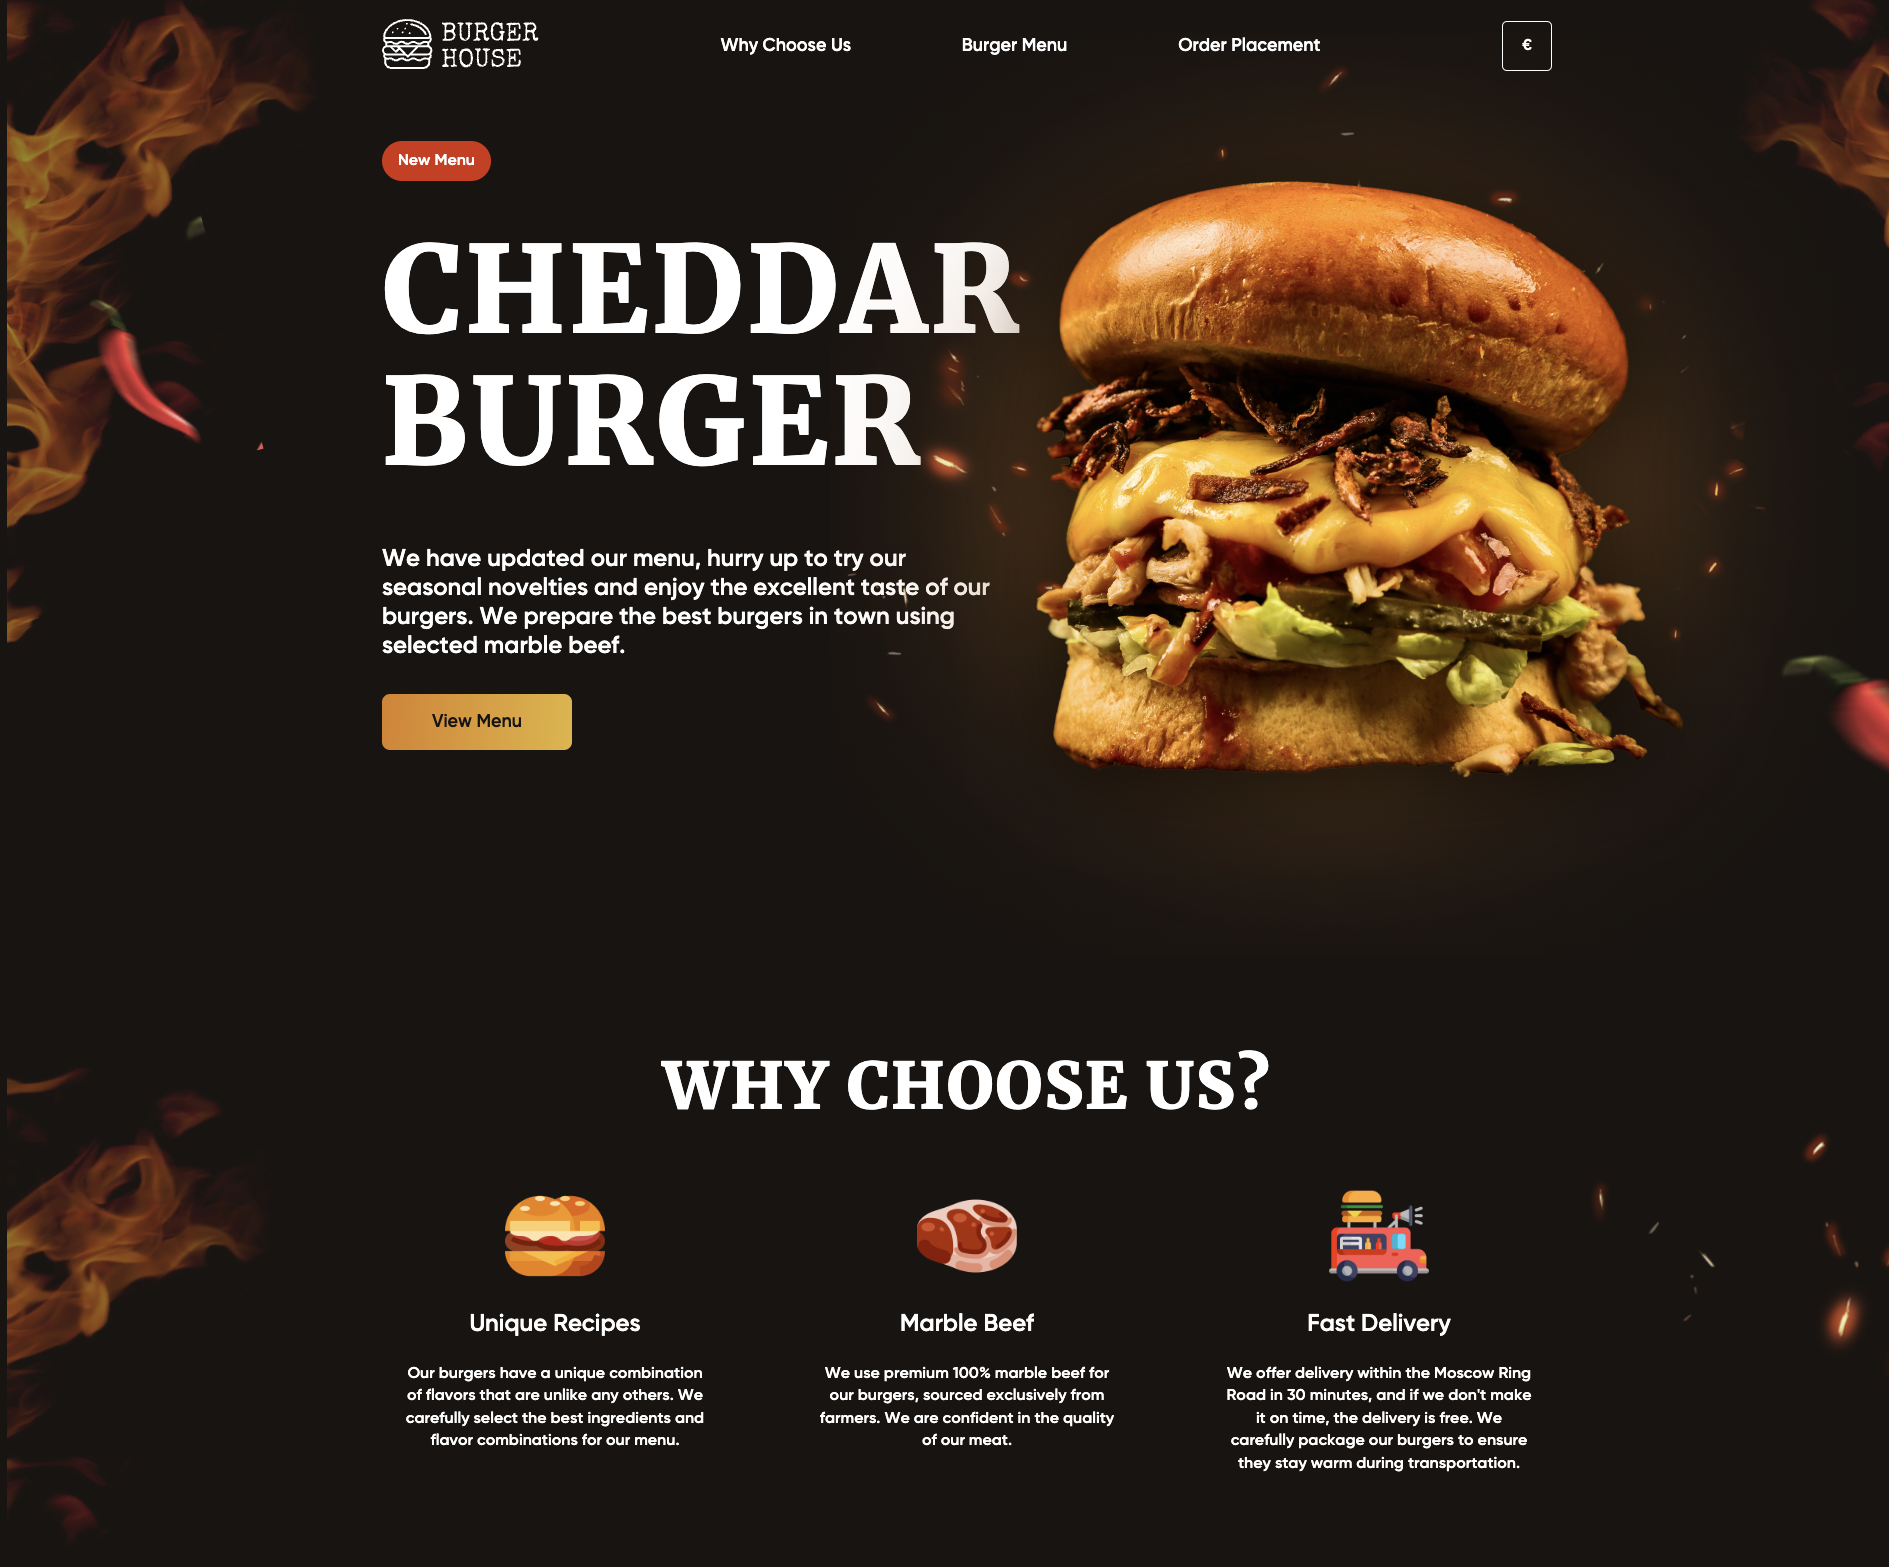 BURGER
HOUSE
Why Choose Us
Burger Menu
Order Placement
€
New Menu
CHEDDAR
BURGER
We have updated our menu, hurry up to try our
seasonal novelties and enjoy the excellent taste of our
burgers. We prepare the best burgers in town using
selected marble beef.
View Menu
WHY CHOOSE US?
Unique Recipes
Our burgers have a unique combination
of flavors that are unlike any others. We
carefully select the best ingredients and
flavor combinations for our menu.
Marble Beef
We use premium 100% marble beef for
our burgers, sourced exclusively from
farmers. We are confident in the quality
of our meat.
Fast Delivery
We offer delivery within the Moscow Ring
Road in 30 minutes, and if we don't make
it on time, the delivery is free. We
carefully package our burgers to ensure
they stay warm during transportation.